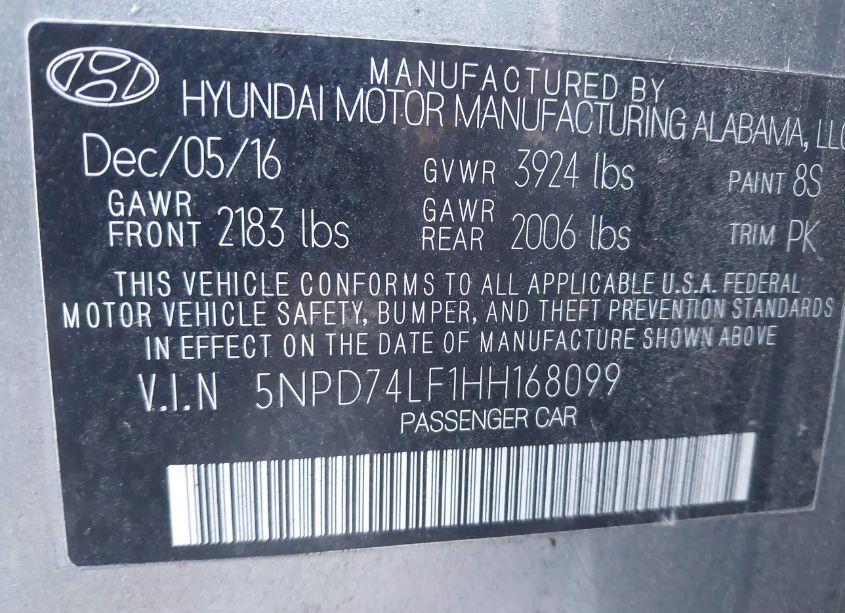 MANUFACTURED BY
HYUNDAI MOTOR MANUFACTURING ALABAMA, LLC
Dec/05/16 GVWR 3924 lbs PAINT 8S
GAWR FRONT 2183 lbs GAWR REAR 2006 lbs TRIM PK
THIS VEHICLE CONFORMS TO ALL APPLICABLE U.S.A. FEDERAL
MOTOR VEHICLE SAFETY, BUMPER, AND THEFT PREVENTION STANDARDS
IN EFFECT ON THE DATE OF MANUFACTURE SHOWN ABOVE
V.I.N 5NPD74LF1HH168099
PASSENGER CAR